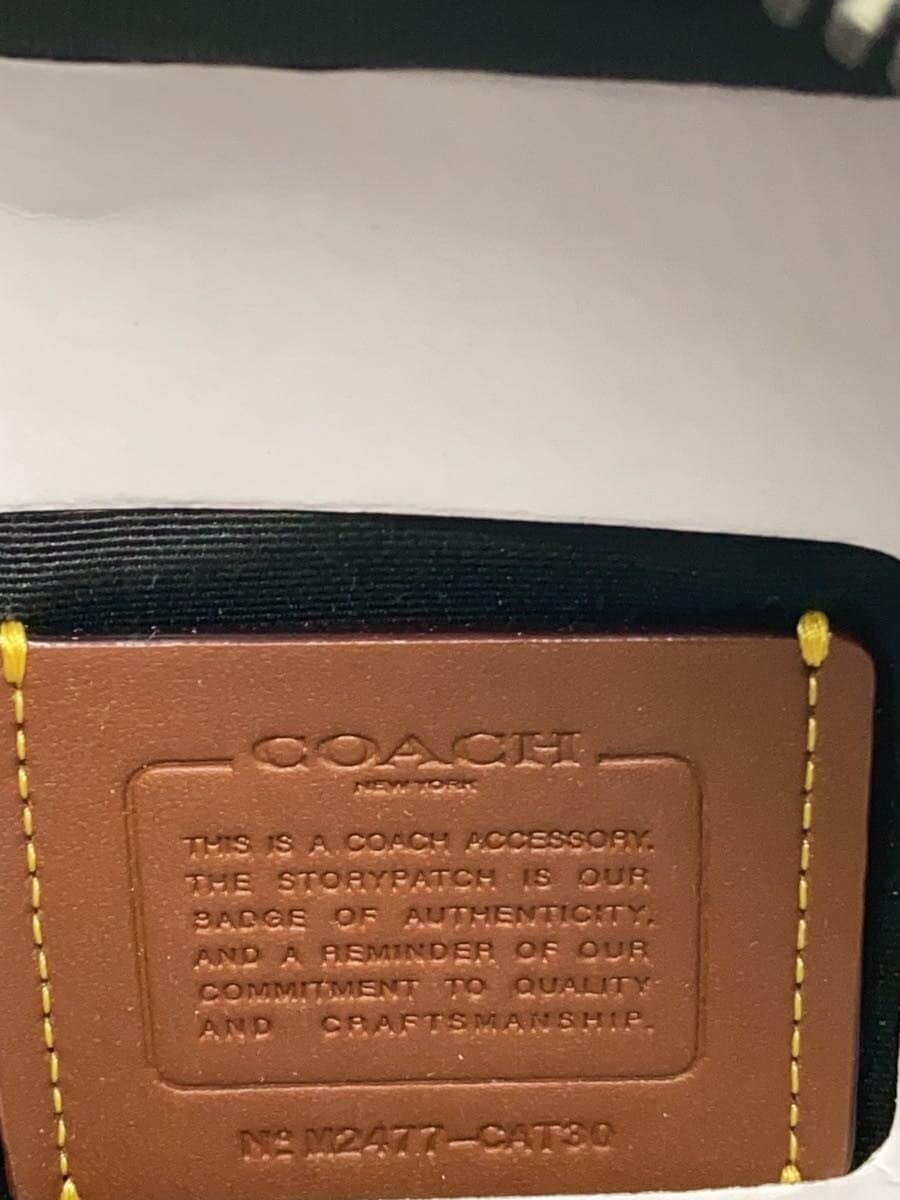 COACH
NEW YORK
THIS IS A COACH ACCESSORY.
THE STORYPATCH IS OUR
BADGE OF AUTHENTICITY,
AND A REMINDER OF OUR
COMMITMENT TO QUALITY
AND CRAFTSMANSHIP.
Nº M2477-CAT30